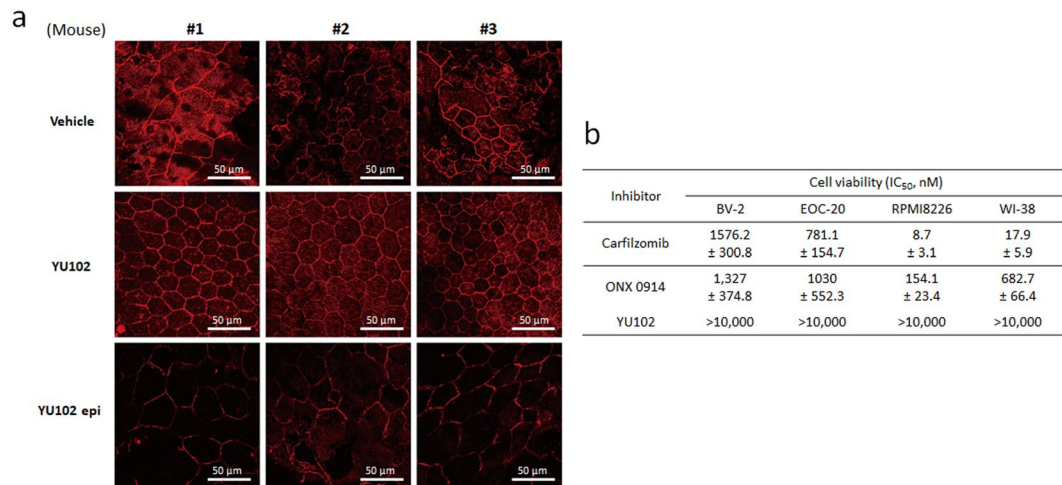 a
(Mouse) #1 #2 #3
Vehicle
50 µm 50 µm 50 µm
YU102
50 µm 50 µm 50 µm
YU102 epi
50 µm 50 µm 50 µm
b
Inhibitor
Cell viability (IC50, nM)
BV-2 EOC-20 RPMI8226 WI-38
Carfilzomib
1576.2 781.1 8.7 17.9
± 300.8 ± 154.7 ± 3.1 ± 5.9
ONX 0914
1,327 1030 154.1 682.7
± 374.8 ± 552.3 ± 23.4 ± 66.4
YU102 >10,000 >10,000 >10,000 >10,000